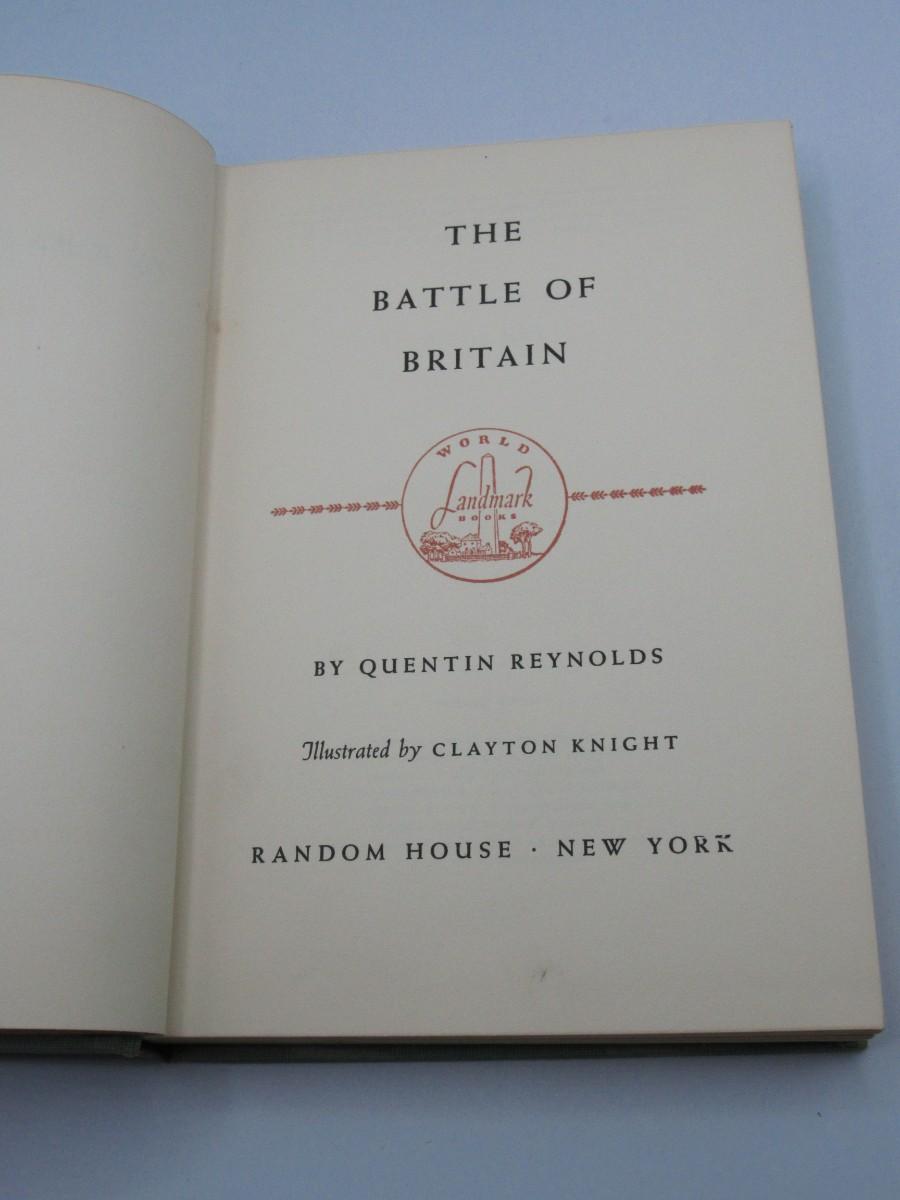 THE
BATTLE OF
BRITAIN
WORLD
Landmark
BOOKS
BY QUENTIN REYNOLDS
Illustrated by CLAYTON KNIGHT
RANDOM HOUSE · NEW YORK